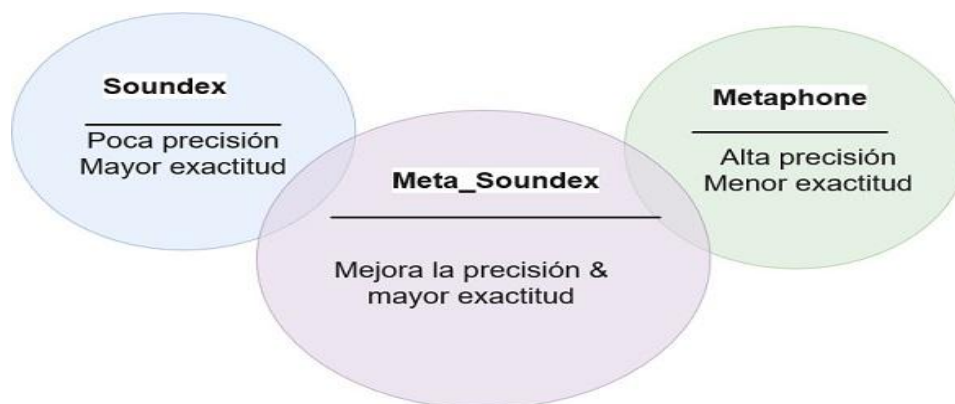 Soundex
Poca precisión
Mayor exactitud
Meta_Soundex
Mejora la precisión &
mayor exactitud
Metaphone
Alta precisión
Menor exactitud